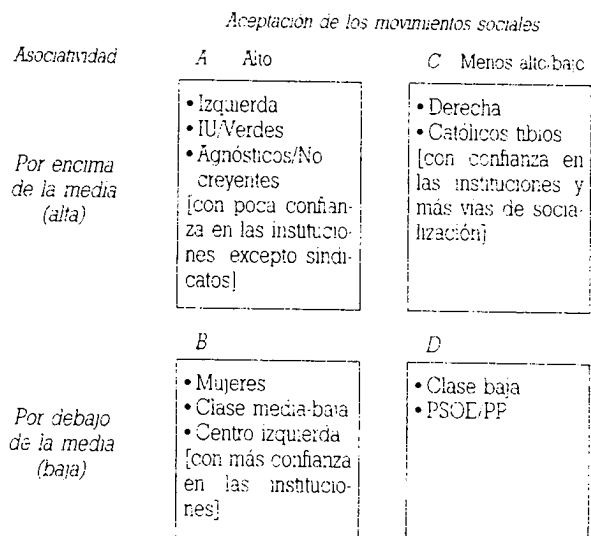 Aceptación de los movimientos sociales
Asociatividad
A Alto
C Menos alto/bajo
Por encima
de la media
(alta)
• Izquierda
• IU/Verdes
• Agnósticos/No
creyentes
[con poca confian-
za en las institucio-
nes excepto sindi-
catos]
• Derecha
• Católicos tibios
[con confianza en
las instituciones y
más vías de socia-
lización]
B
D
Por debajo
de la media
(baja)
• Mujeres
• Clase media-baja
• Centro izquierda
[con más confianza
en las institucio-
nes]
• Clase baja
• PSOE/PP